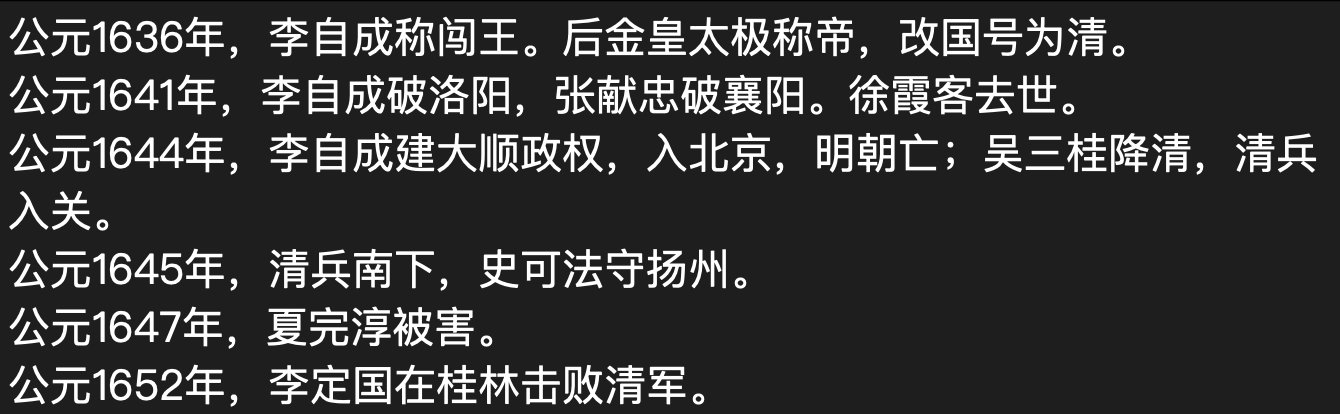 公元1636年，李自成称闯王。后金皇太极称帝，改国号为清。
公元1641年，李自成破洛阳，张献忠破襄阳。徐霞客去世。
公元1644年，李自成建大顺政权，入北京，明朝亡；吴三桂降清，清兵
入关。
公元1645年，清兵南下，史可法守扬州。
公元1647年，夏完淳被害。
公元1652年，李定国在桂林击败清军。